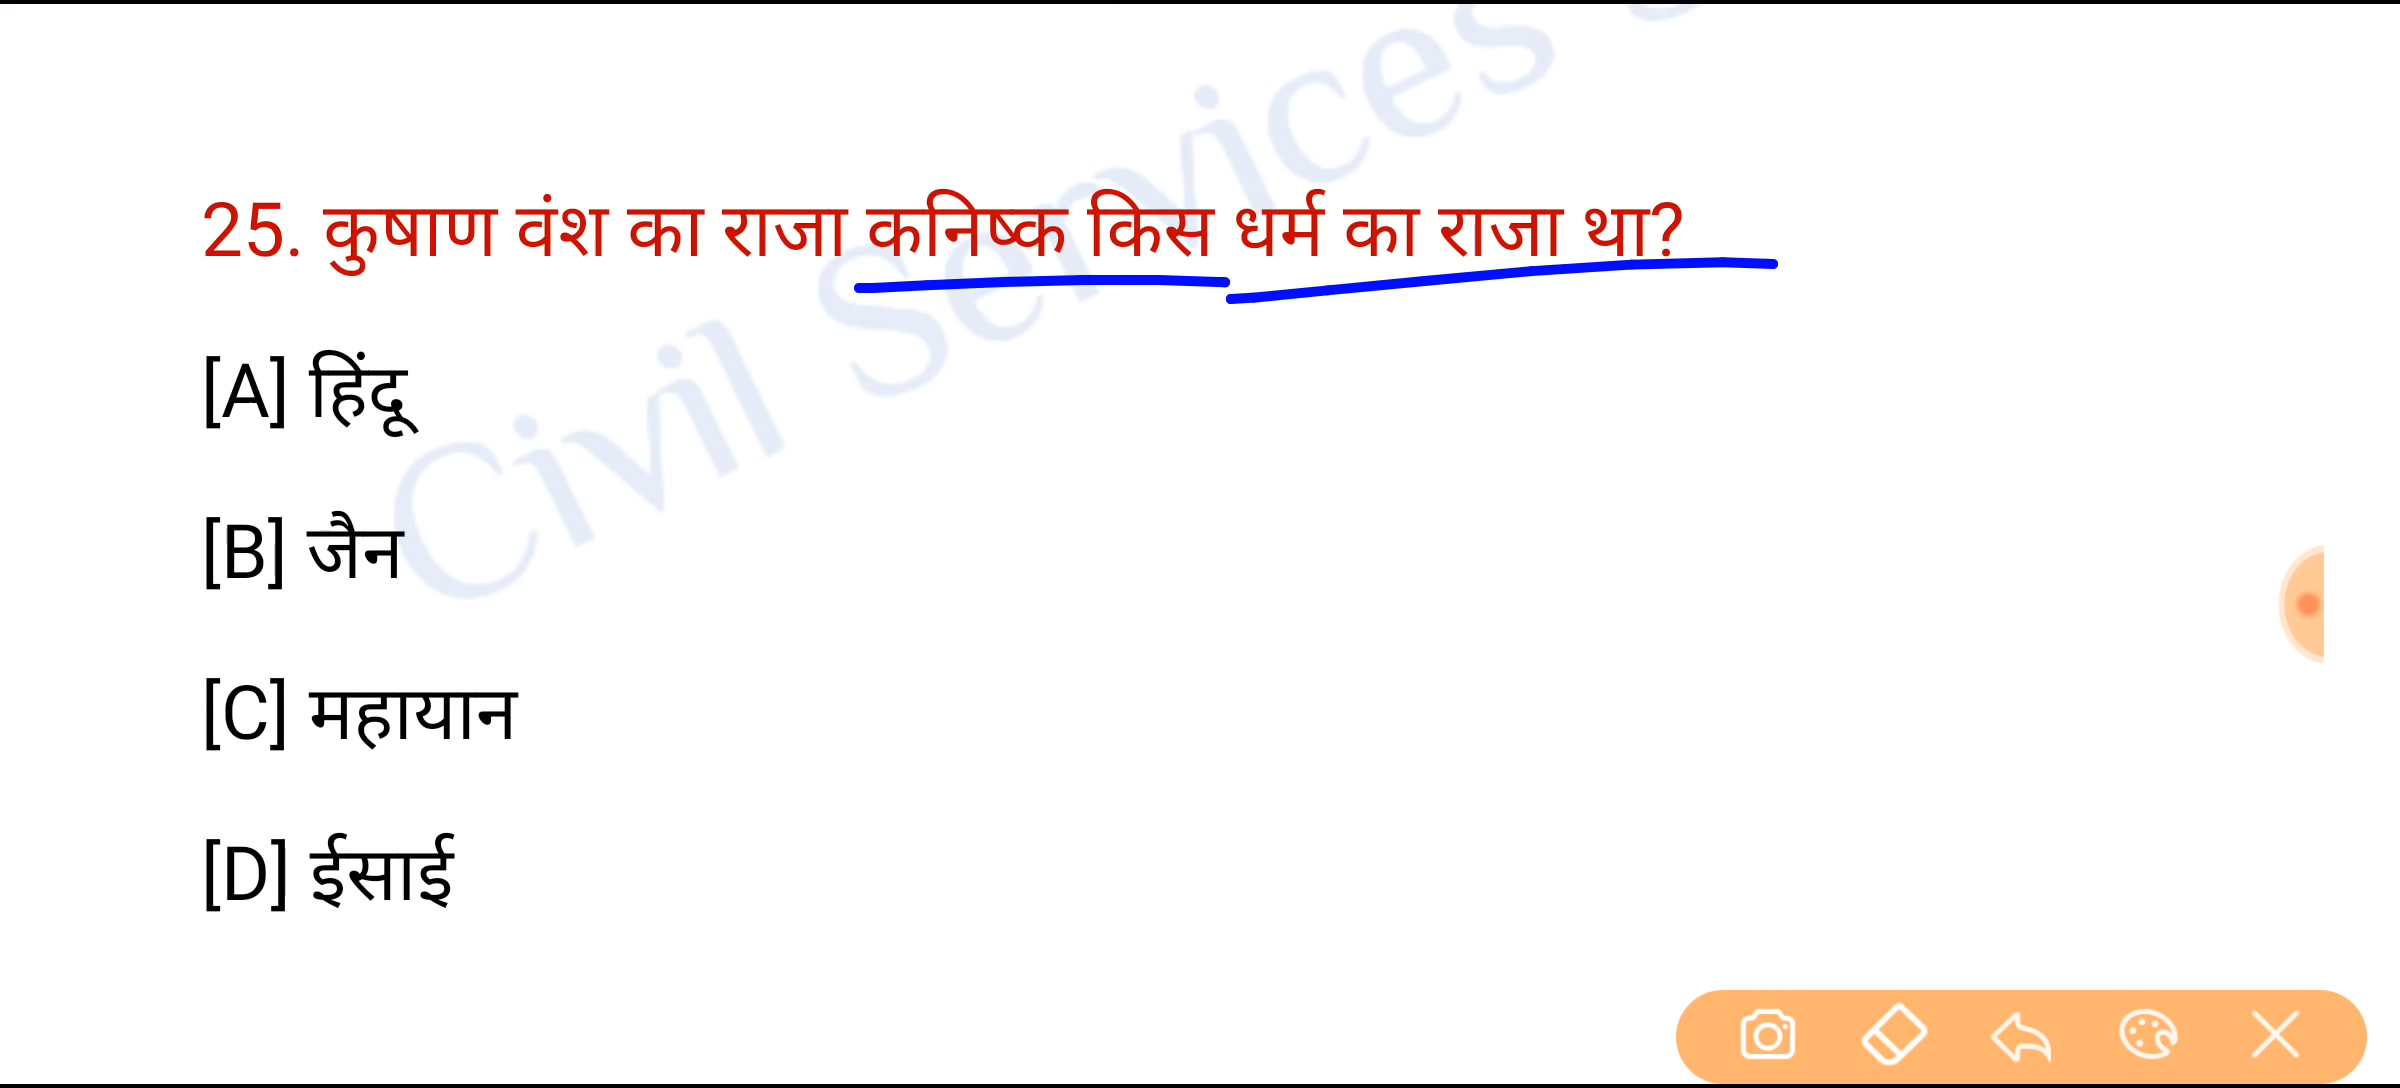 25. कुषाण वंश का राजा कनिष्क किस धर्म का राजा था?
[A] हिंदू
[B] जैन
[C] महायान
[D] ईसाई
Civil Services